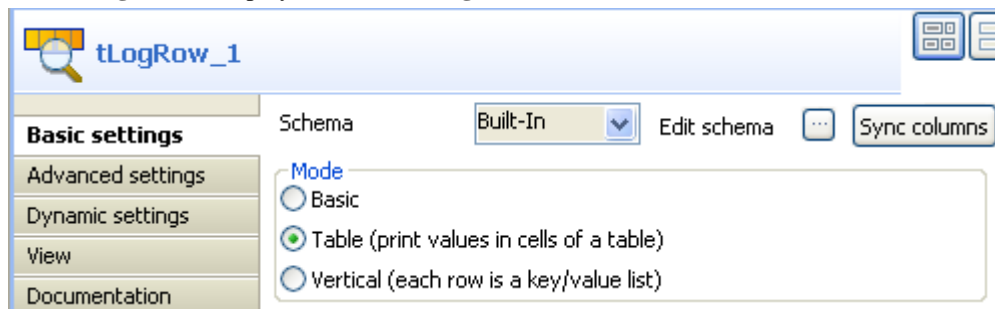 tLogRow_1
Basic settings
Advanced settings
Dynamic settings
View
Documentation
Schema Built-In Edit schema ... Sync columns
Mode
Basic
Table (print values in cells of a table)
Vertical (each row is a key/value list)